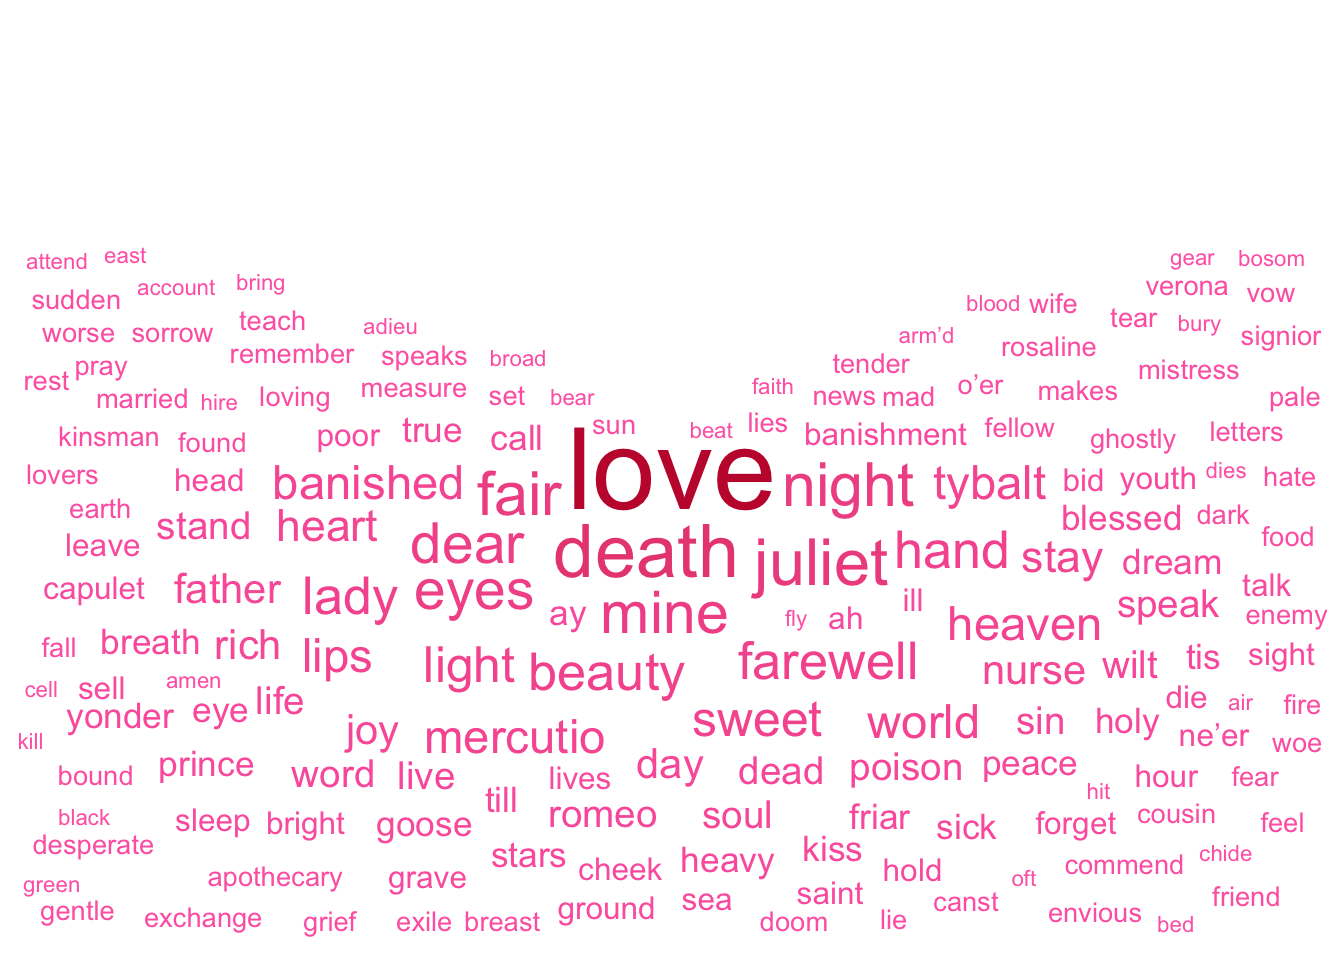 attend east gear bosom
sudden account bring blood wife verona vow
worse sorrow teach adieu arm’d tear bury signior
pray remember speaks broad tender rosaline mistress
rest married hire loving measure set bear faith news mad o’er makes pale
kinsman found poor true call sun beat lies banishment fellow ghostly letters
lovers head banished fair love night tybalt bid youth dies hate
earth stand heart blessed dark
leave dear death juliet hand stay dream food
capulet father lady eyes ay mine fly ah ill speak talk enemy
fall breath rich lips light beauty farewell heaven nurse wilt tis sight
cell sell amen life
yonder eye sweet world sin holy die air fire
kill joy mercutio ne’er woe
bound prince word live lives day dead poison peace hour fear
black sleep bright goose till romeo soul friar sick hit forget cousin feel
desperate stars cheek heavy kiss hold commend chide
green apothecary grave oft
gentle exchange grief exile breast ground sea saint doom lie canst envious bed friend